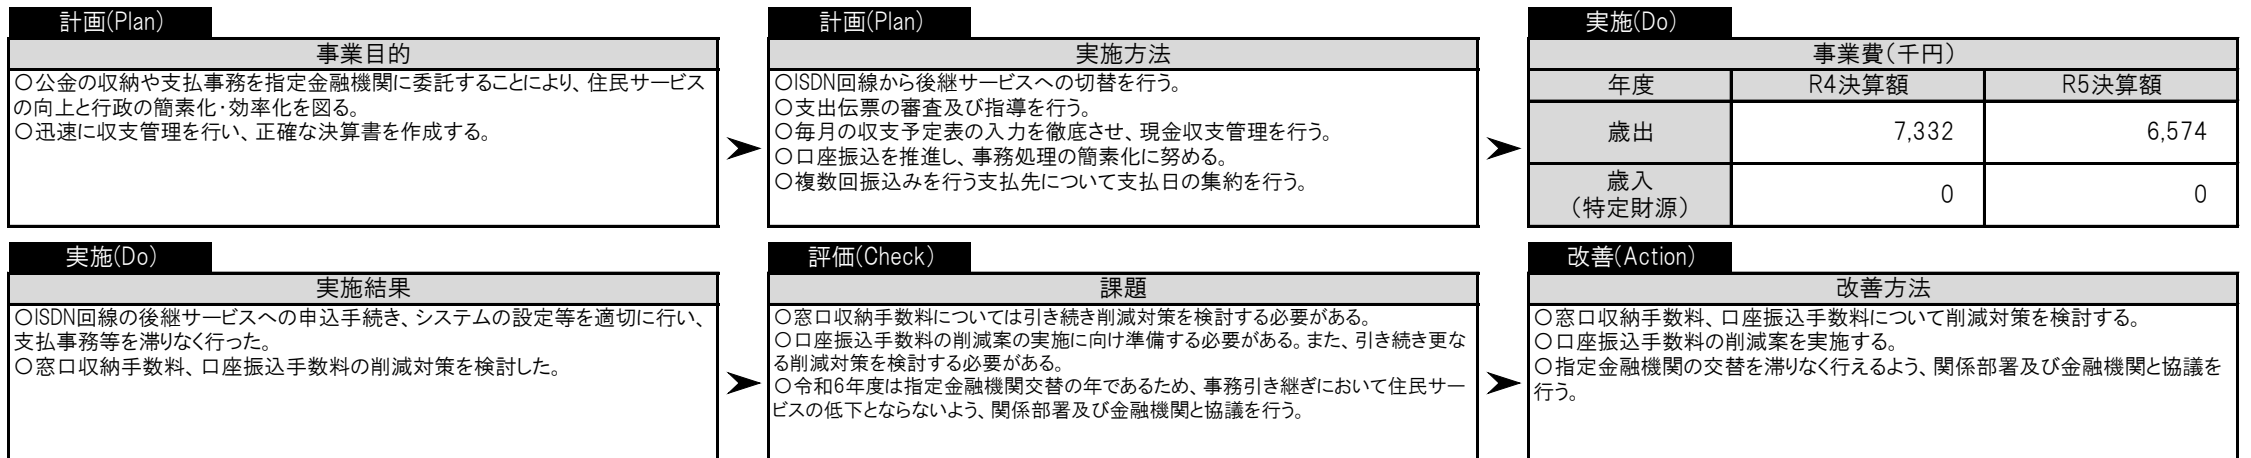 計画(Plan)
事業目的
〇公金の収納や支払事務を指定金融機関に委託することにより、住民サービス
の向上と行政の簡素化・効率化を図る。
〇迅速に収支管理を行い、正確な決算書を作成する。
計画(Plan)
実施方法
〇ISDN回線から後継サービスへの切替を行う。
〇支出伝票の審査及び指導を行う。
〇毎月の収支予定表の入力を徹底させ、現金収支管理を行う。
〇口座振込を推進し、事務処理の簡素化に努める。
〇複数回振込みを行う支払先について支払日の集約を行う。
実施(Do)
事業費(千円)
年度 R4決算額 R5決算額
歳出 7,332 6,574
歳入
(特定財源) 0 0
実施(Do)
実施結果
〇ISDN回線の後継サービスへの申込手続き、システムの設定等を適切に行い、
支払事務等を滞りなく行った。
〇窓口収納手数料、口座振込手数料の削減対策を検討した。
評価(Check)
課題
〇窓口収納手数料については引き続き削減対策を検討する必要がある。
〇口座振込手数料の削減案の実施に向け準備する必要がある。また、引き続き更な
る削減対策を検討する必要がある。
〇令和6年度は指定金融機関交替の年であるため、事務引き継ぎにおいて住民サー
ビスの低下とならないよう、関係部署及び金融機関と協議を行う。
改善(Action)
改善方法
〇窓口収納手数料、口座振込手数料について削減対策を検討する。
〇口座振込手数料の削減案を実施する。
〇指定金融機関の交替を滞りなく行えるよう、関係部署及び金融機関と協議を
行う。